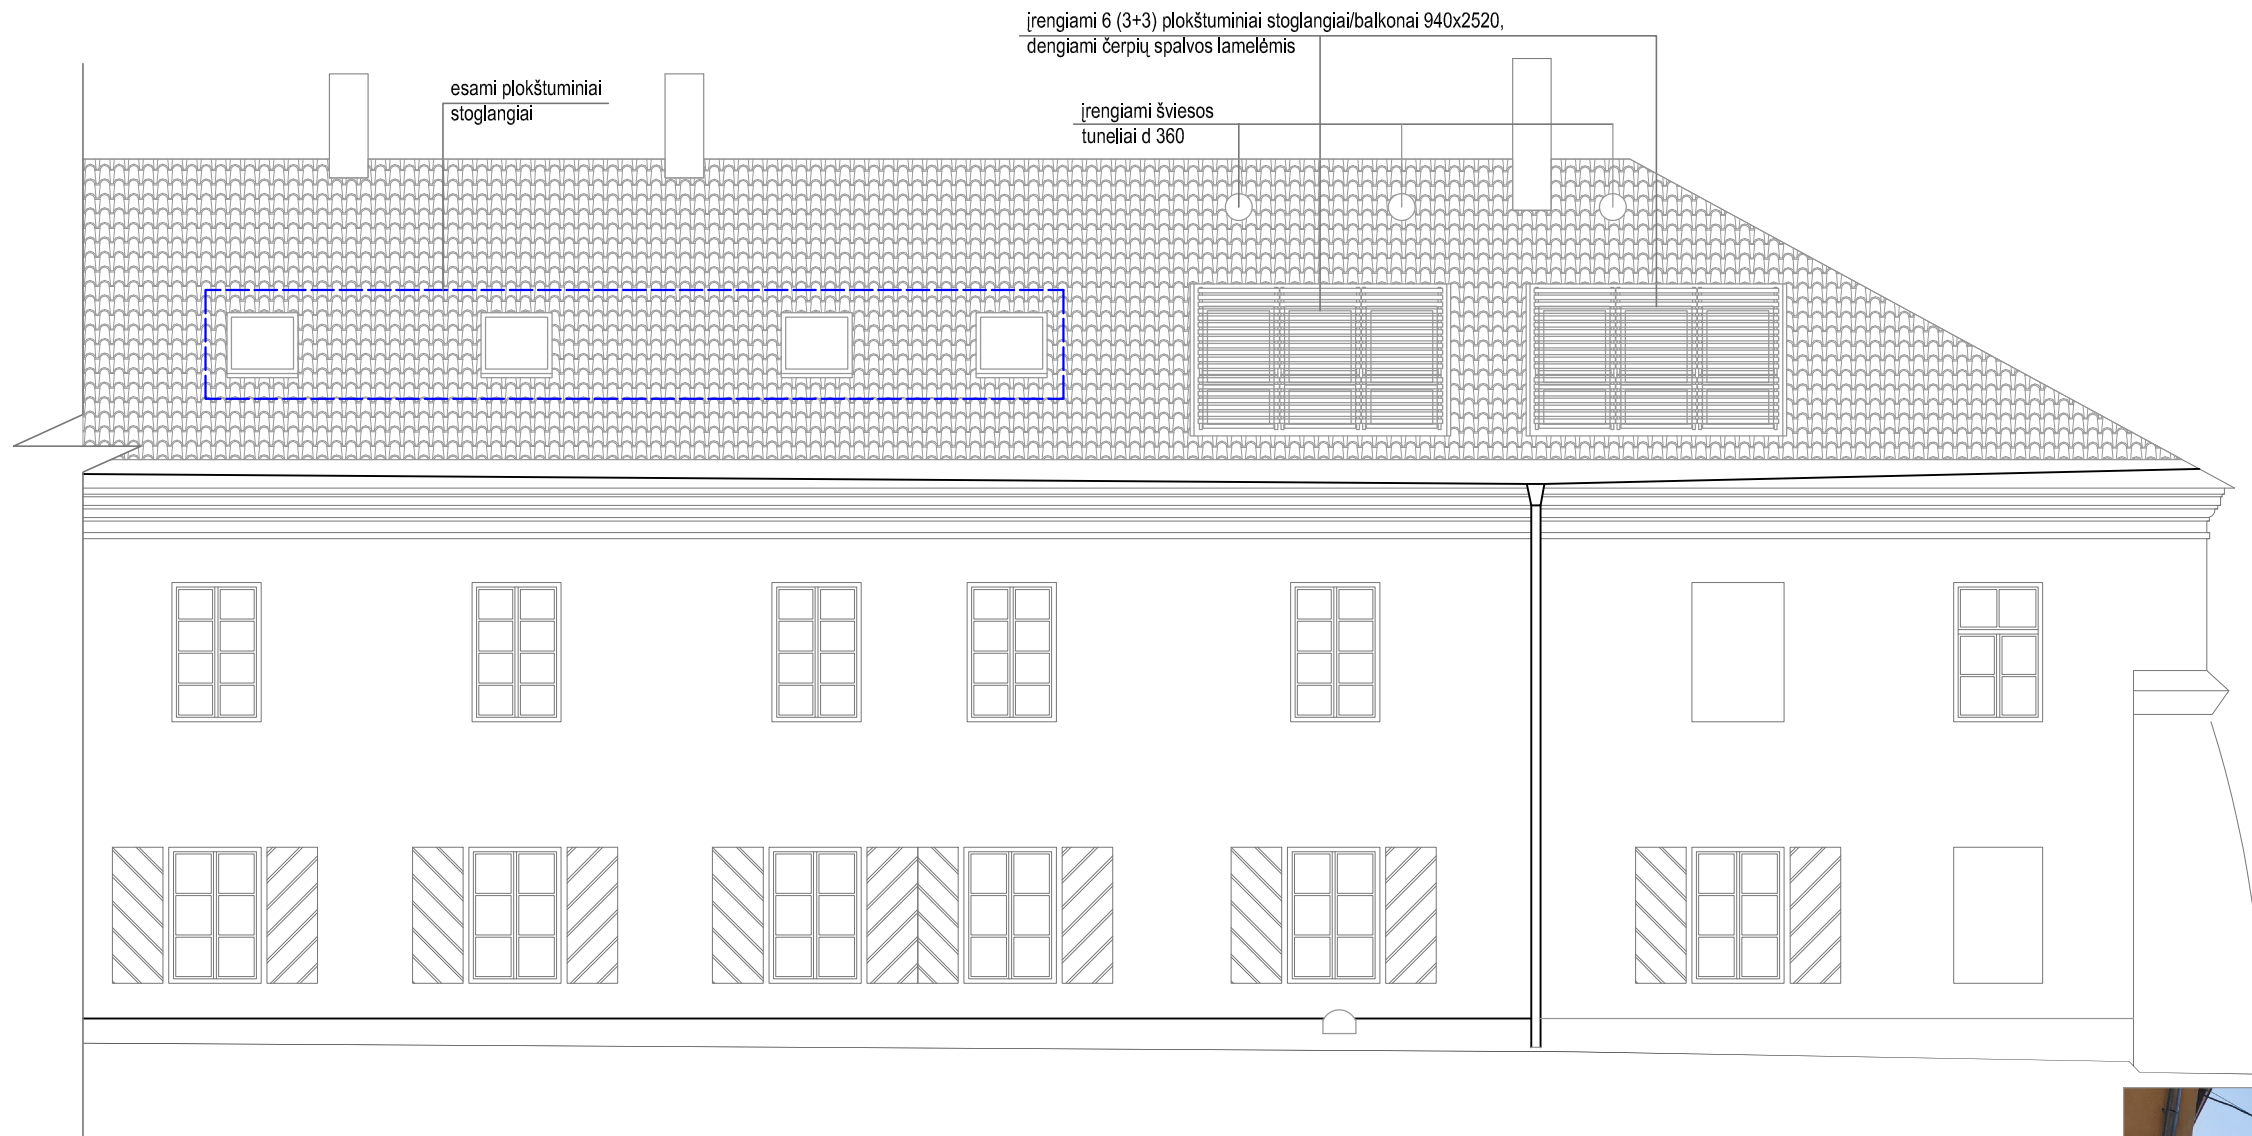 įrengiami 6 (3+3) plokštuminiai stoglangiai/balkonai 940x2520,
dengiami čerpių spalvos lamelėmis
esami plokštuminiai
stoglangiai
įrengiami šviesos
tuneliai d 360